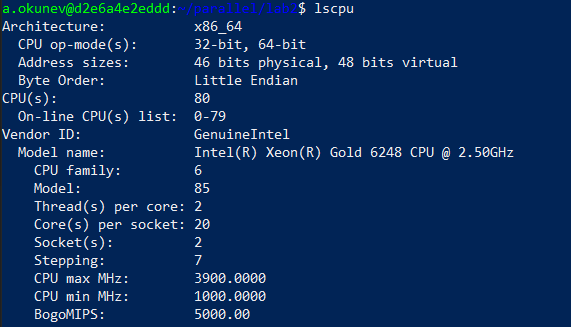 a.okunev@d2e6a4e2eddd:~/parallel/lab2$ lscpu
Architecture: x86_64
CPU op-mode(s): 32-bit, 64-bit
Address sizes: 46 bits physical, 48 bits virtual
Byte Order: Little Endian
CPU(s): 80
On-line CPU(s) list: 0-79
Vendor ID: GenuineIntel
Model name: Intel(R) Xeon(R) Gold 6248 CPU @ 2.50GHz
CPU family: 6
Model: 85
Thread(s) per core: 2
Core(s) per socket: 20
Socket(s): 2
Stepping: 7
CPU max MHz: 3900.0000
CPU min MHz: 1000.0000
BogoMIPS: 5000.00